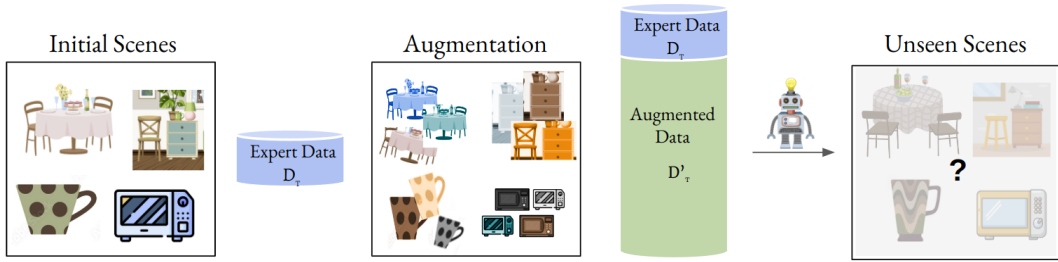 Initial Scenes
Expert Data
D_T
Augmentation
Expert Data
D_T
Augmented
Data
D'_T
Unseen Scenes
?